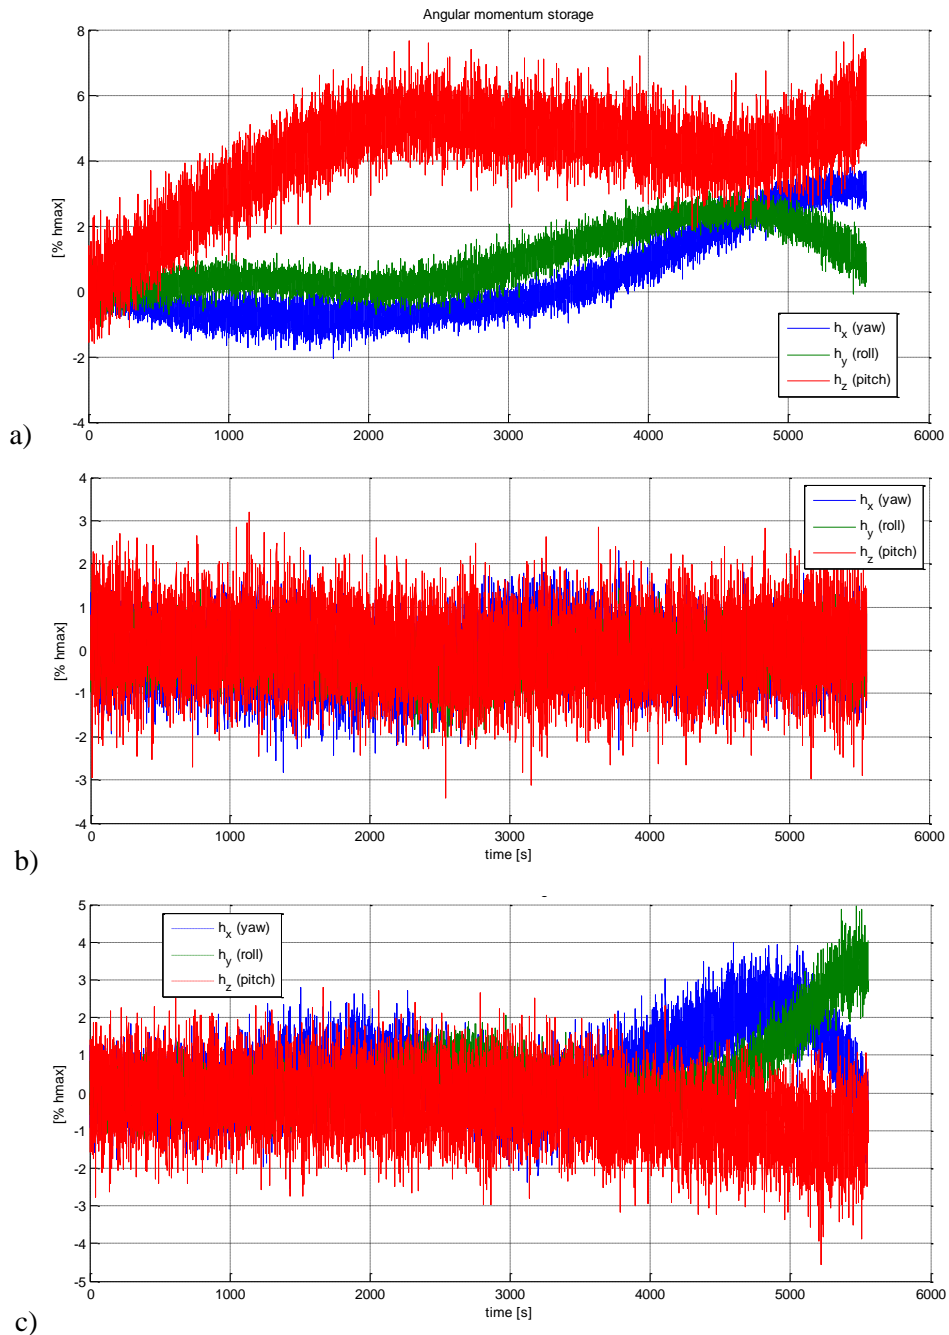 Angular momentum storage
8
6
4
2
0
-2
-4
[% hmax]
h_x (yaw)
h_y (roll)
h_z (pitch)
0 1000 2000 3000 4000 5000 6000
a)
4
3
2
1
0
-1
-2
-3
-4
[% hmax]
h_x (yaw)
h_y (roll)
h_z (pitch)
0 1000 2000 3000 4000 5000 6000
time [s]
b)
5
4
3
2
1
0
-1
-2
-3
-4
-5
[% hmax]
h_x (yaw)
h_y (roll)
h_z (pitch)
0 1000 2000 3000 4000 5000 6000
time [s]
c)